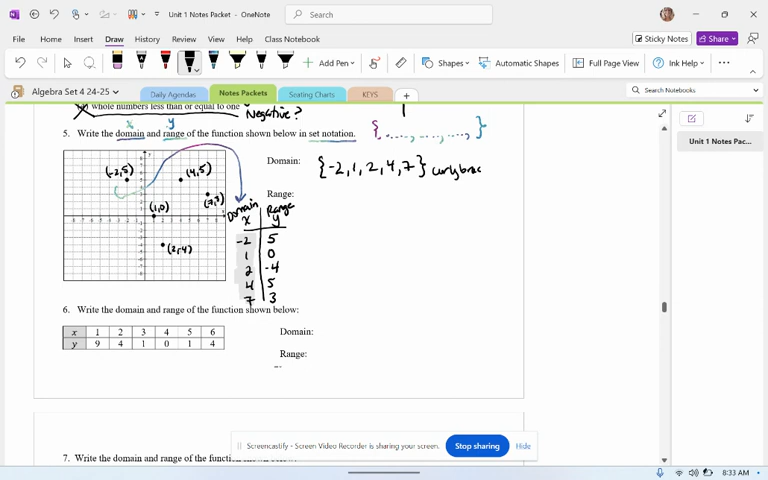 Unit 1 Notes Packet - OneNote
Search
File Home Insert Draw History Review View Help Class Notebook
Sticky Notes Share
Add Pen Shapes Automatic Shapes Full Page View Ink Help
Algebra Set 4 24-25
Daily Agendas Notes Packets Seating Charts KEYS +
Search Notebooks
Unit 1 Notes Pac...
whole numbers less than or equal to one
Negative?
x y
5. Write the domain and range of the function shown below in set notation.
{....., ..., ...., }
Domain:
{-2, 1, 2, 4, 7} curly brac
Range:
(-2,5) (4,5)
(7,3)
(1,0)
(2,-4)
Domain Range
x y
-2 5
1 0
2 -4
4 5
7 3
6. Write the domain and range of the function shown below:
x 1 2 3 4 5 6
y 9 4 1 0 1 4
Domain:
Range:
7. Write the domain and range of the func
Screencastify - Screen Video Recorder is sharing your screen.
Stop sharing
Hide
8:33 AM